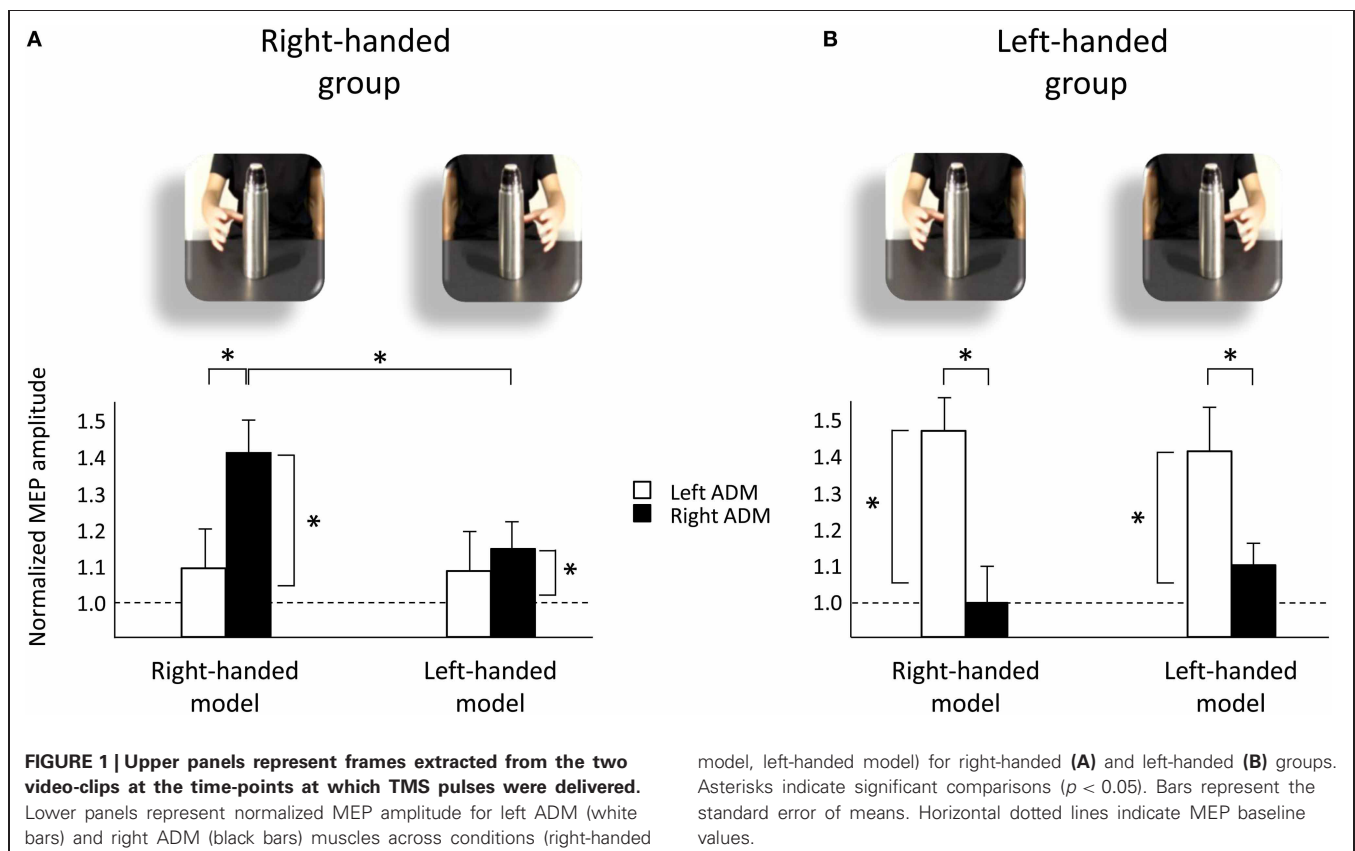 A
Right-handed
group
B
Left-handed
group
*
*
Normalized MEP amplitude
1.5
1.4
1.3
1.2
1.1
1.0
*
*
Right-handed
model
Left-handed
model
Left ADM
Right ADM
*
*
1.5
1.4
1.3
1.2
1.1
1.0
*
*
Right-handed
model
Left-handed
model
FIGURE 1 | Upper panels represent frames extracted from the two
video-clips at the time-points at which TMS pulses were delivered.
Lower panels represent normalized MEP amplitude for left ADM (white
bars) and right ADM (black bars) muscles across conditions (right-handed
model, left-handed model) for right-handed (A) and left-handed (B) groups.
Asterisks indicate significant comparisons (p < 0.05). Bars represent the
standard error of means. Horizontal dotted lines indicate MEP baseline
values.